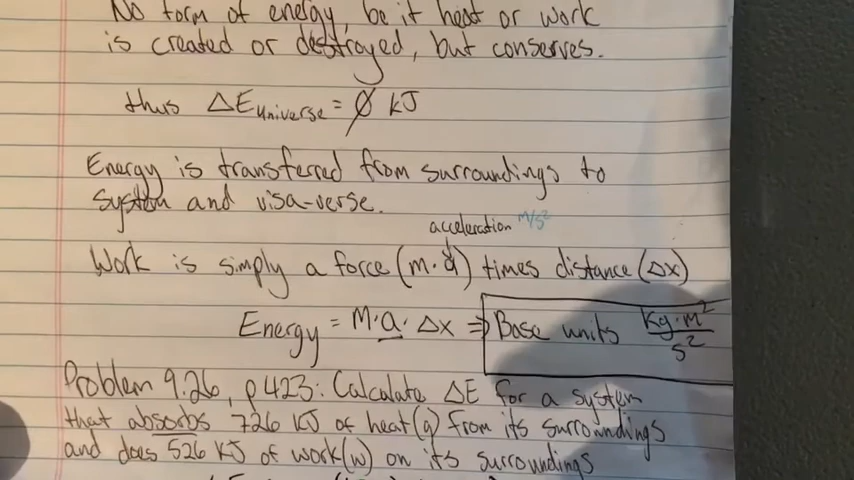 No form of energy, be it heat or work
is created or destroyed, but conserves.
thus ΔEuniverse = 0 kJ
Energy is transferred from surroundings to
system and visa-verse.
acceleration m/s²
Work is simply a force (m·a) times distance (Δx)
Energy = m·a·Δx ⇒ Base units kg·m²/s²
Problem 9.26, p423: Calculate ΔE for a system
that absorbs 726 KJ of heat(q) from its surroundings
and does 526 KJ of work(w) on its surroundings